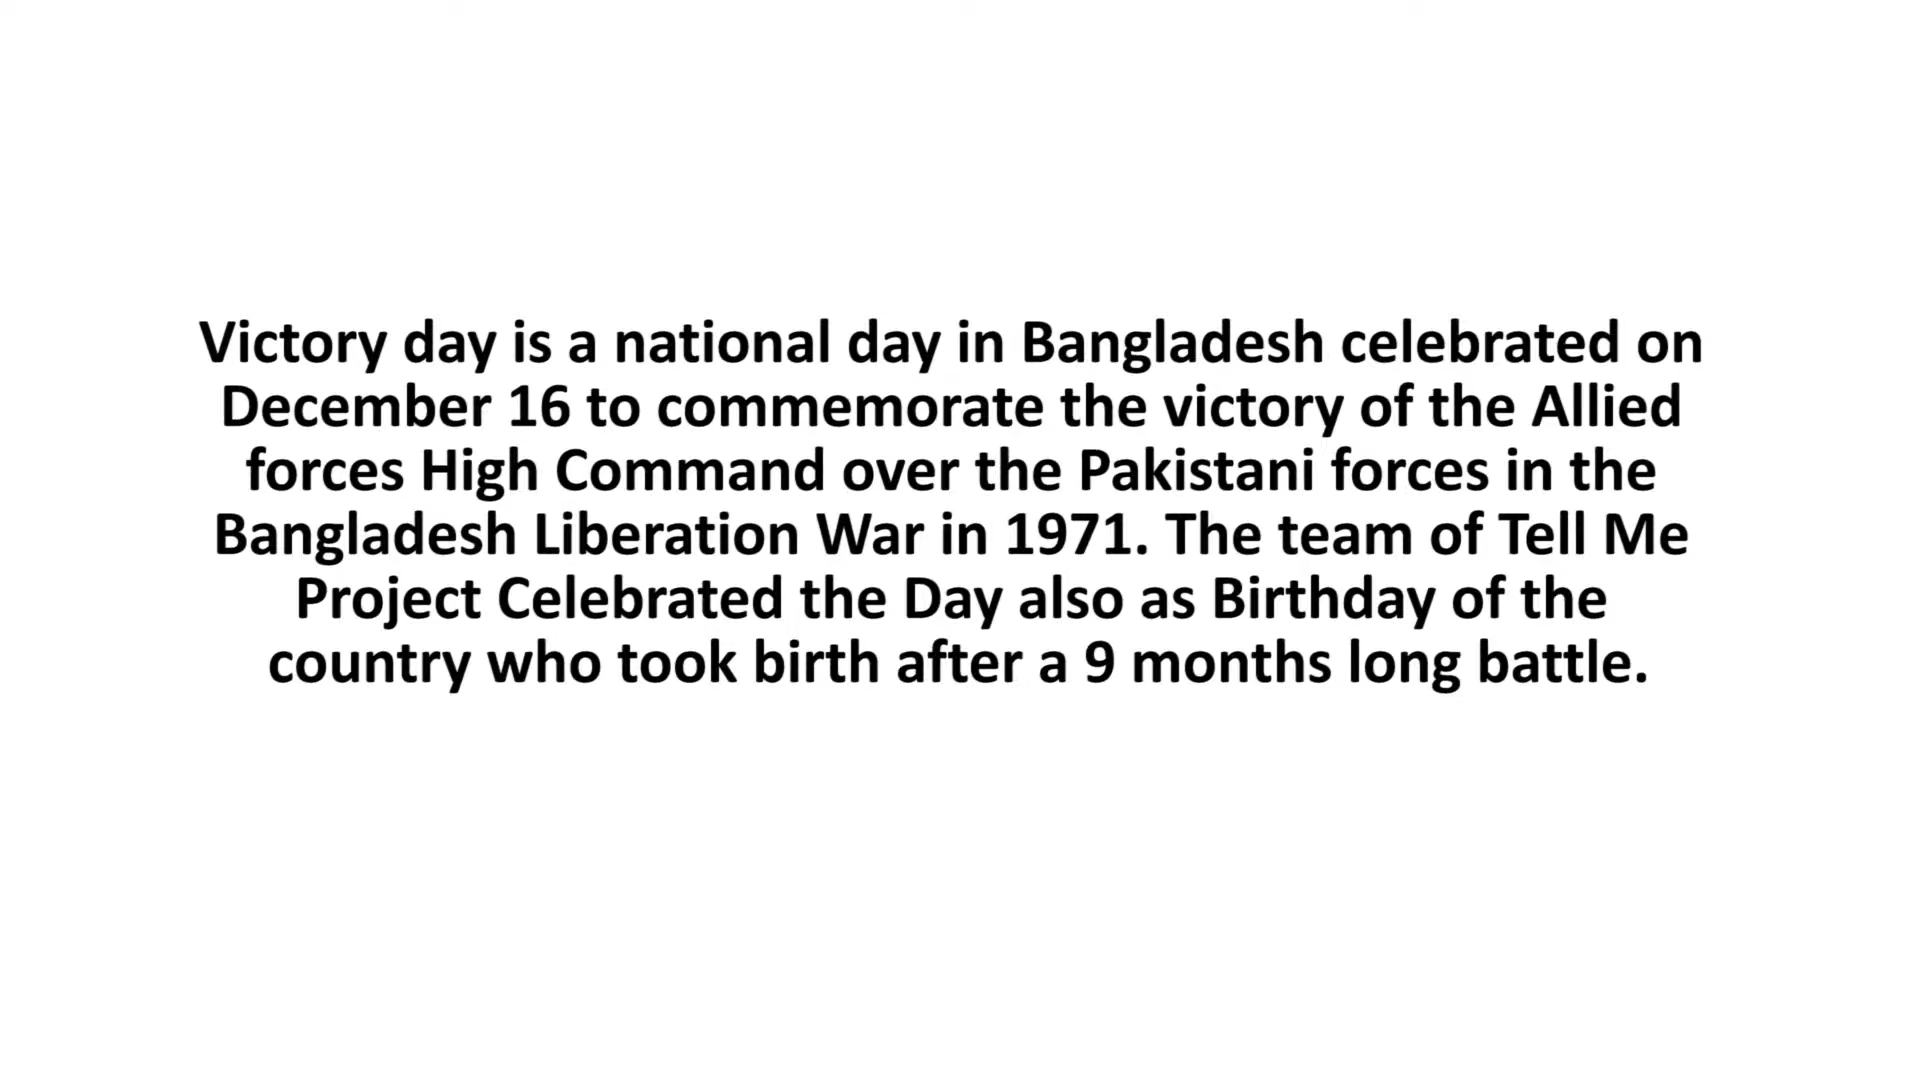 Victory day is a national day in Bangladesh celebrated on
December 16 to commemorate the victory of the Allied
forces High Command over the Pakistani forces in the
Bangladesh Liberation War in 1971. The team of Tell Me
Project Celebrated the Day also as Birthday of the
country who took birth after a 9 months long battle.